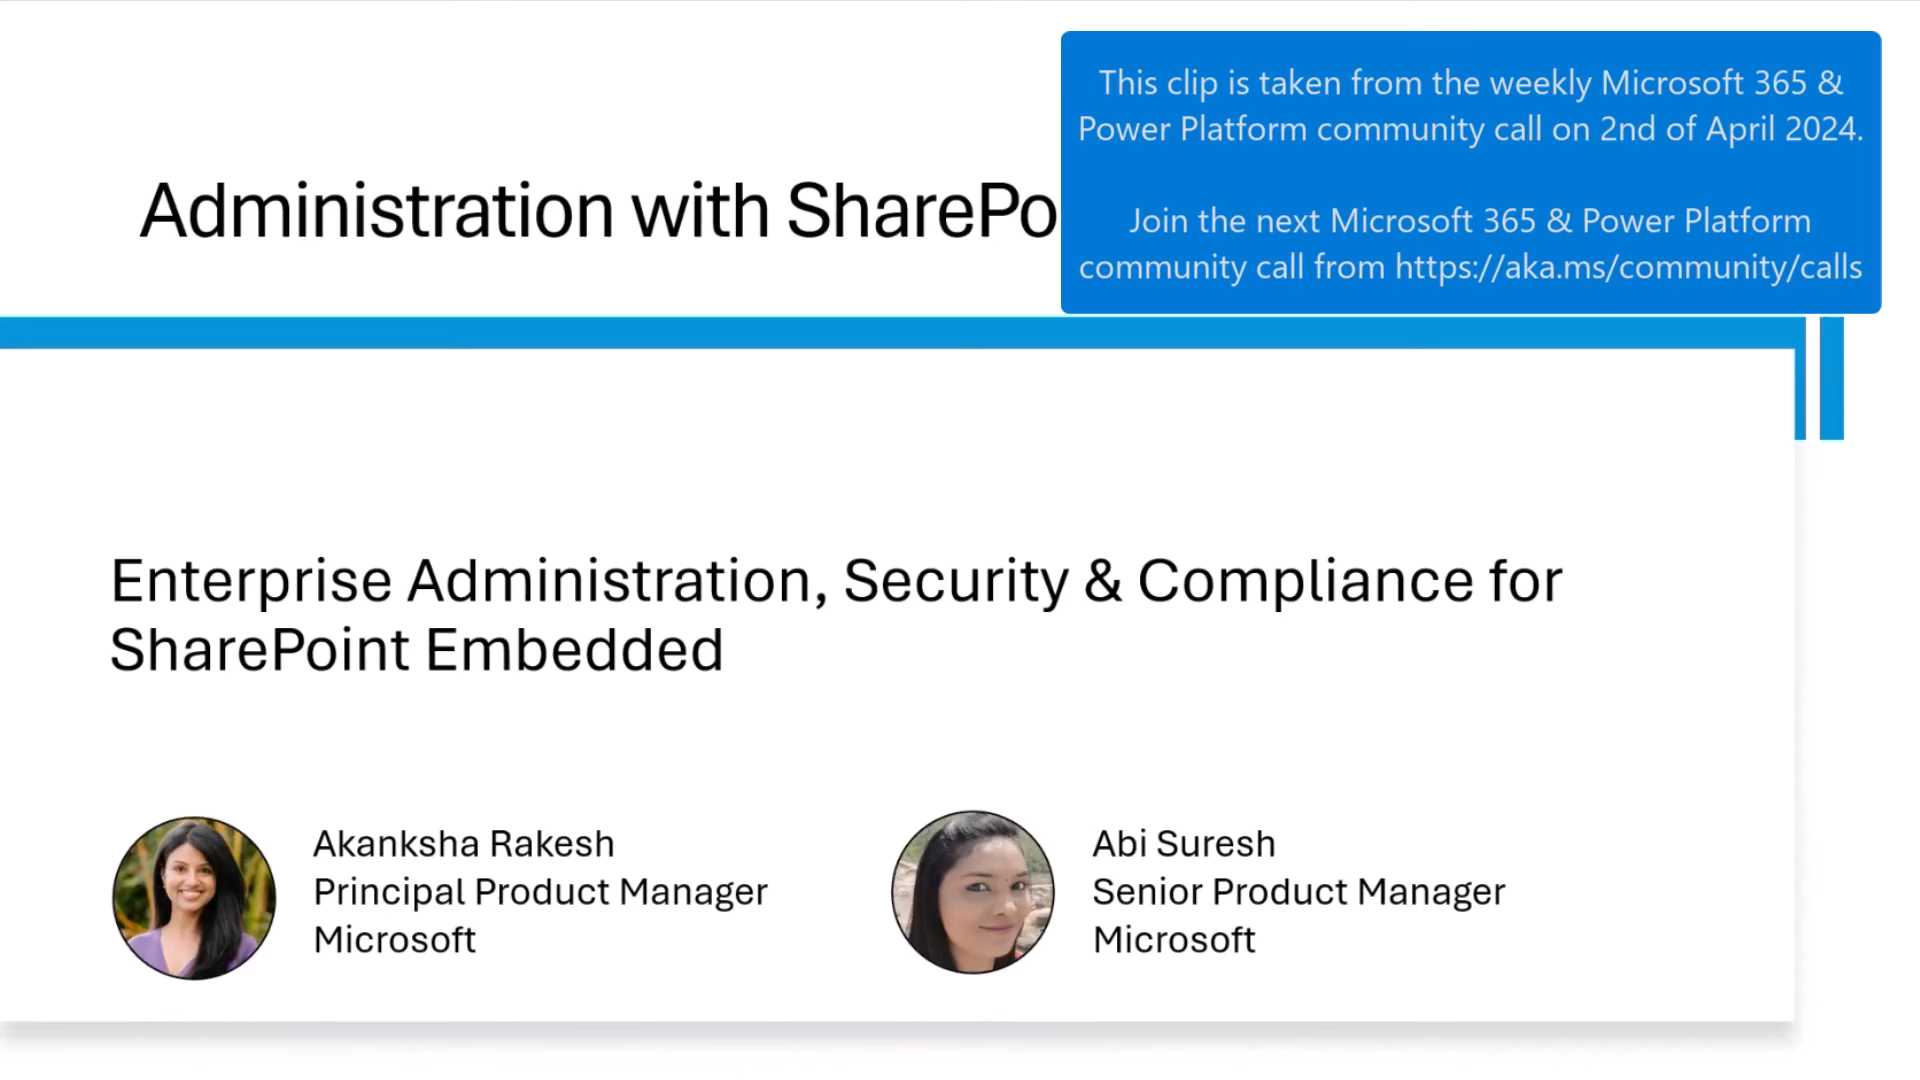 This clip is taken from the weekly Microsoft 365 &
Power Platform community call on 2nd of April 2024.
Join the next Microsoft 365 & Power Platform
community call from https://aka.ms/community/calls
Administration with SharePo
Enterprise Administration, Security & Compliance for
SharePoint Embedded
Akanksha Rakesh
Principal Product Manager
Microsoft
Abi Suresh
Senior Product Manager
Microsoft